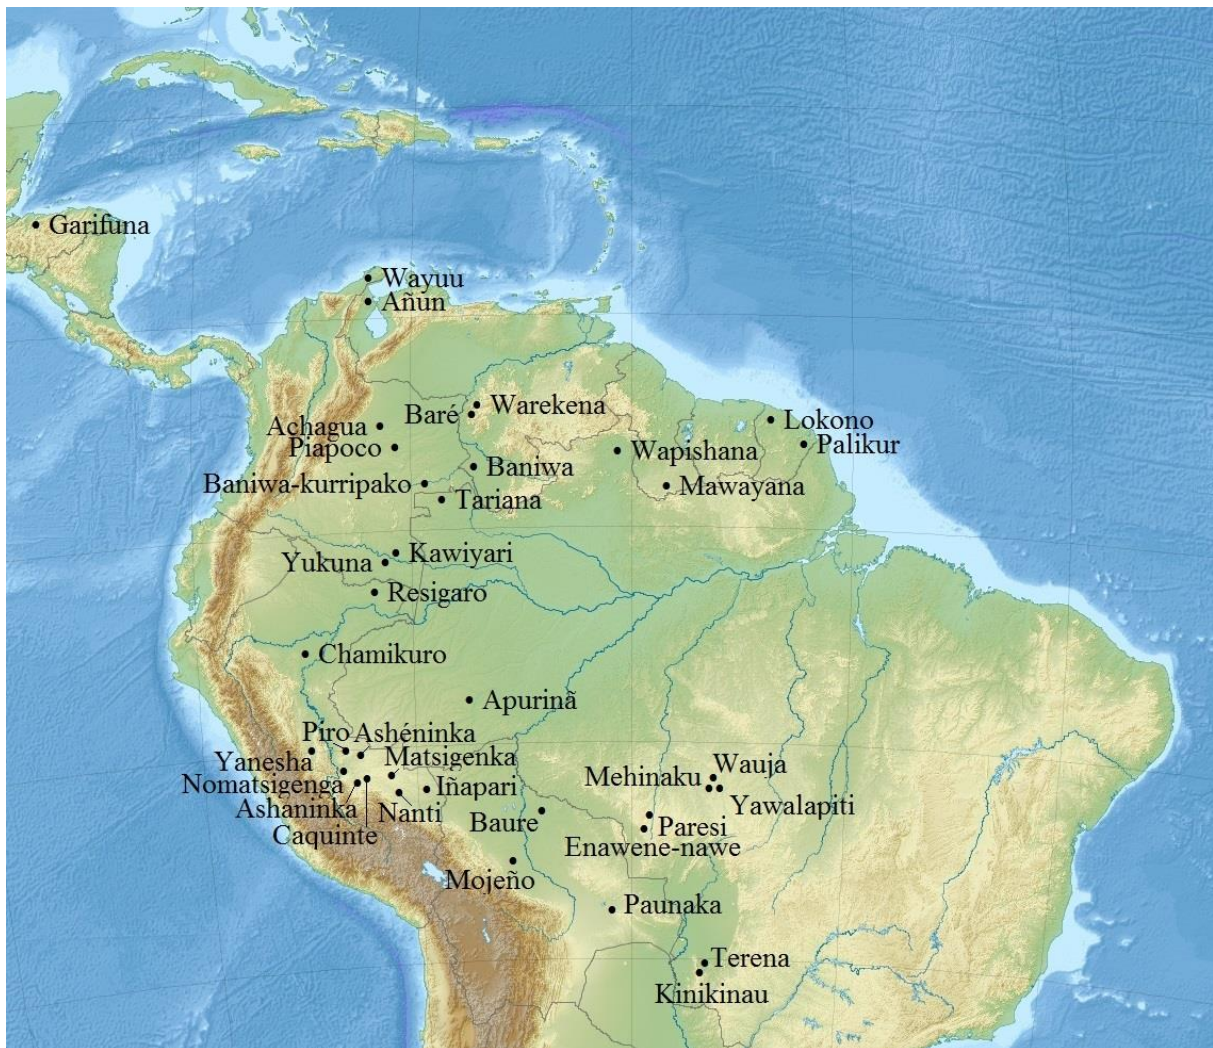 Garifuna
Wayuu
Añun
Warekena
Baré
Achagua
Lokono
Piapoco
Palikur
Wapishana
Baniwa
Baniwa-kurripako
Mawayana
Tariana
Kawiyari
Yukuna
Resigaro
Chamikuro
Apurinã
Piro
Ashéninka
Yanesha
Matsigenka
Wauja
Mehinaku
Nomatsigenga
Iñapari
Yawalapiti
Ashaninka
Nanti
Baure
Paresi
Caquinte
Enawene-nawe
Mojeño
Paunaka
Terena
Kinikinau